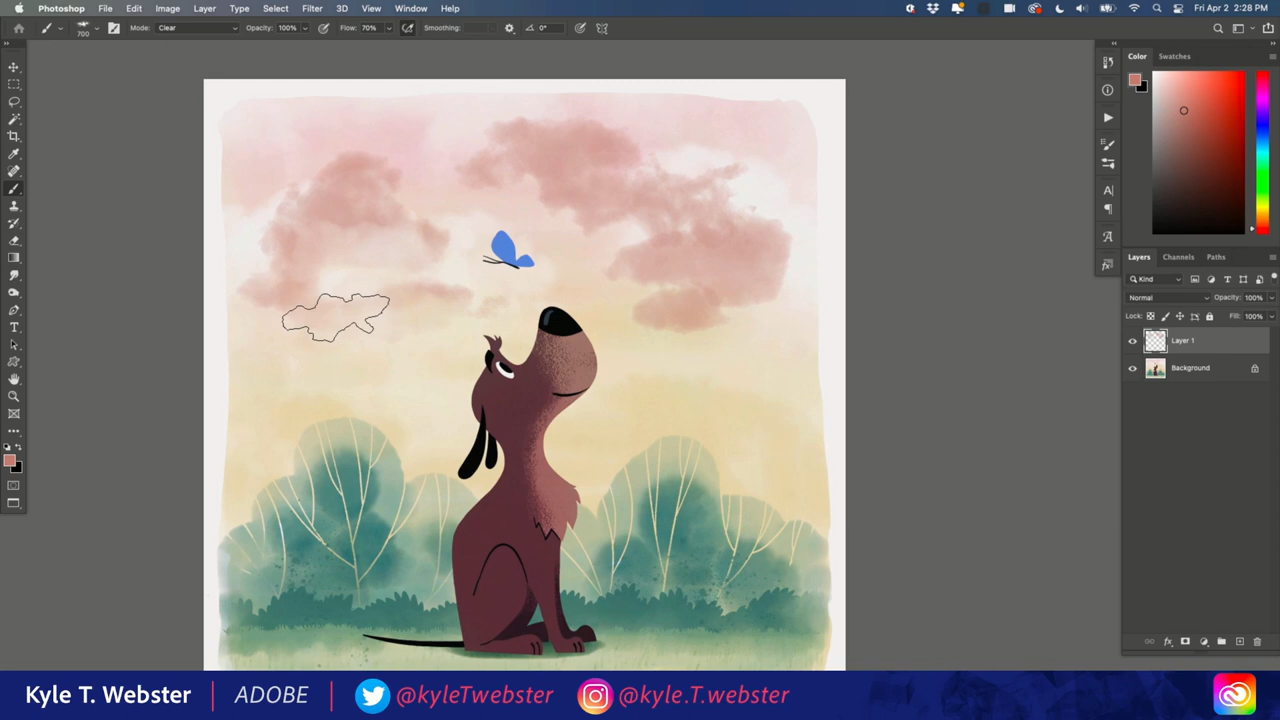 Photoshop File Edit Image Layer Type Select Filter 3D View Window Help Fri Apr 2 2:28 PM
700 Mode: Clear Opacity: 100% Flow: 70% Smoothing: 0°
Color Swatches
Layers Channels Paths
Kind
Normal Opacity: 100%
Lock: Fill: 100%
Layer 1
Background
Kyle T. Webster | ADOBE | @kyleTwebster @kyle.T.webster